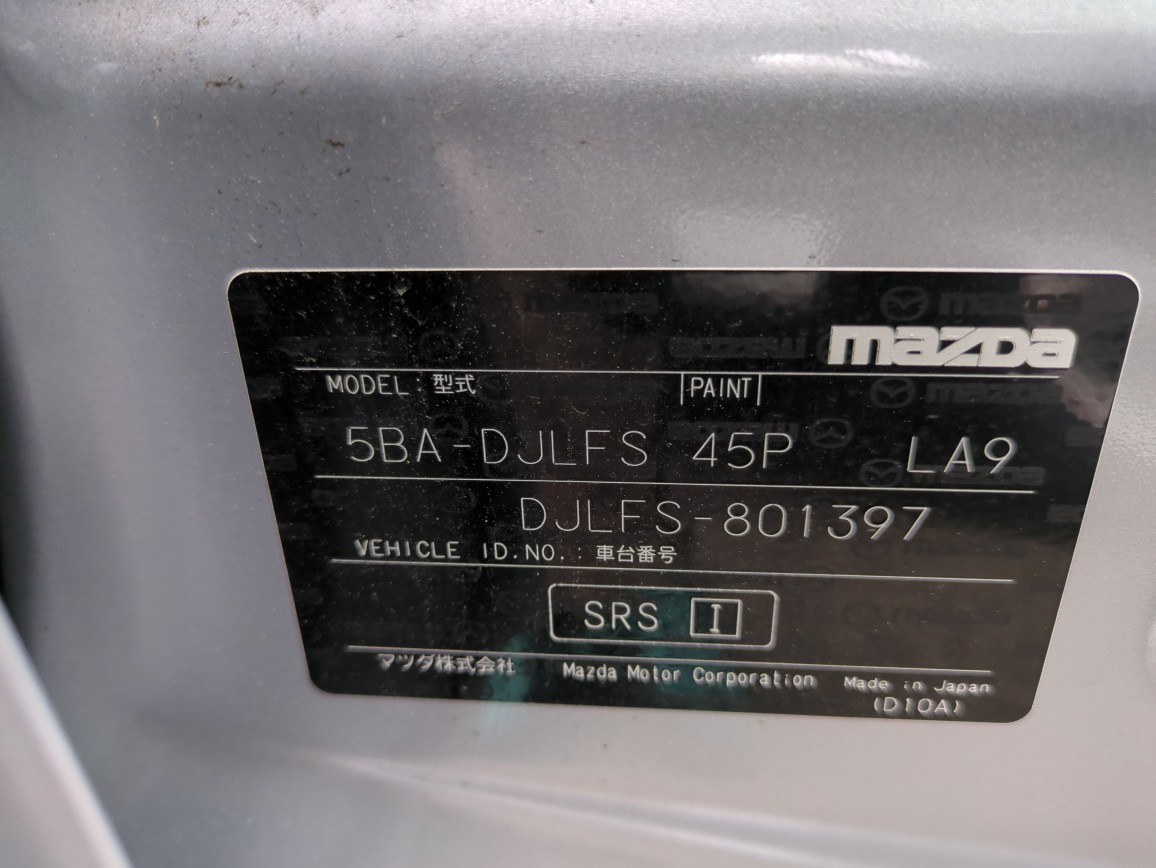 mazda
MODEL : 型式 PAINT
5BA-DJLFS 45P LA9
DJLFS-801397
VEHICLE ID.NO. : 車台番号
SRS I
マツダ株式会社 Mazda Motor Corporation Made in Japan
(D10A)